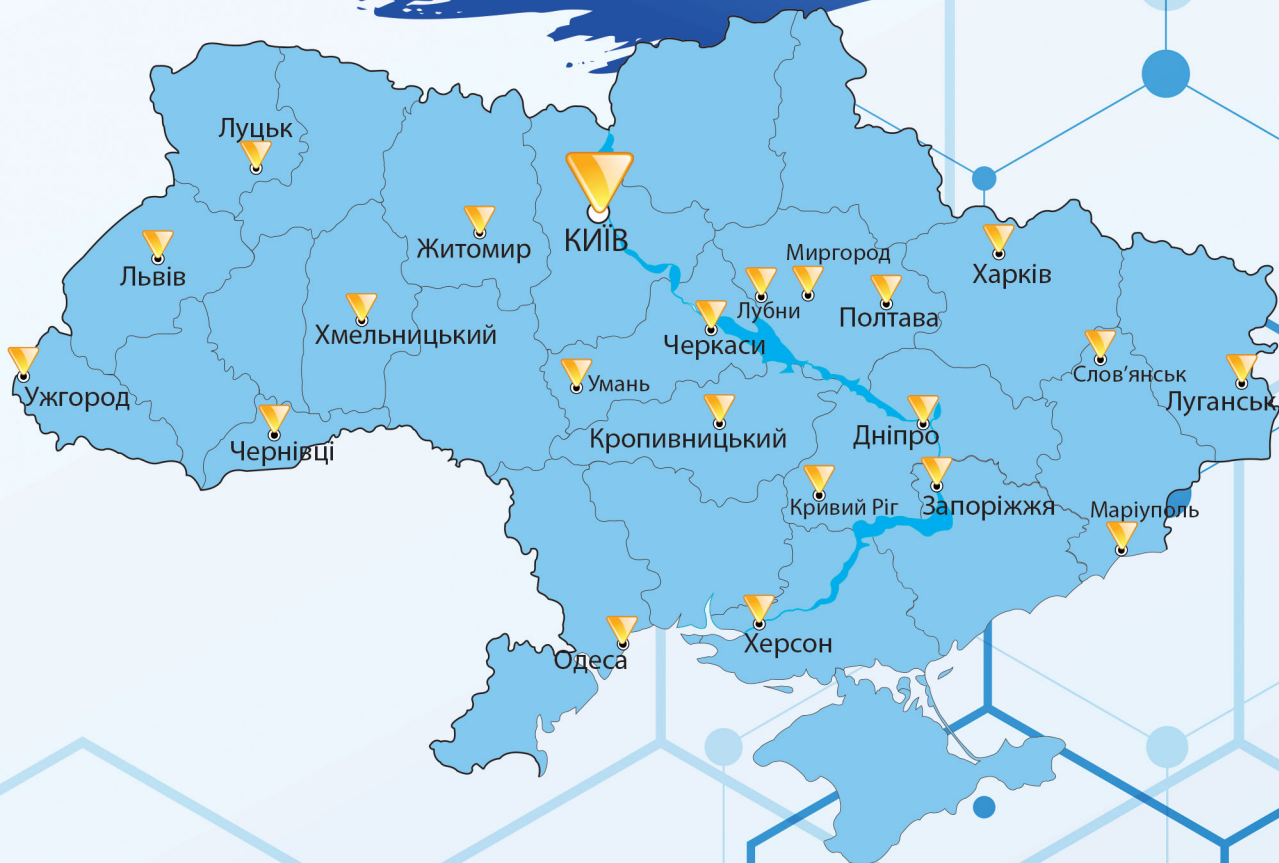 Луцьк
КИЇВ
Житомир
Львів
Миргород
Харків
Лубни
Полтава
Хмельницький
Черкаси
Слов'янськ
Умань
Ужгород
Луганськ
Чернівці
Кропивницький
Дніпро
Кривий Ріг
Запоріжжя
Маріуполь
Херсон
Одеса